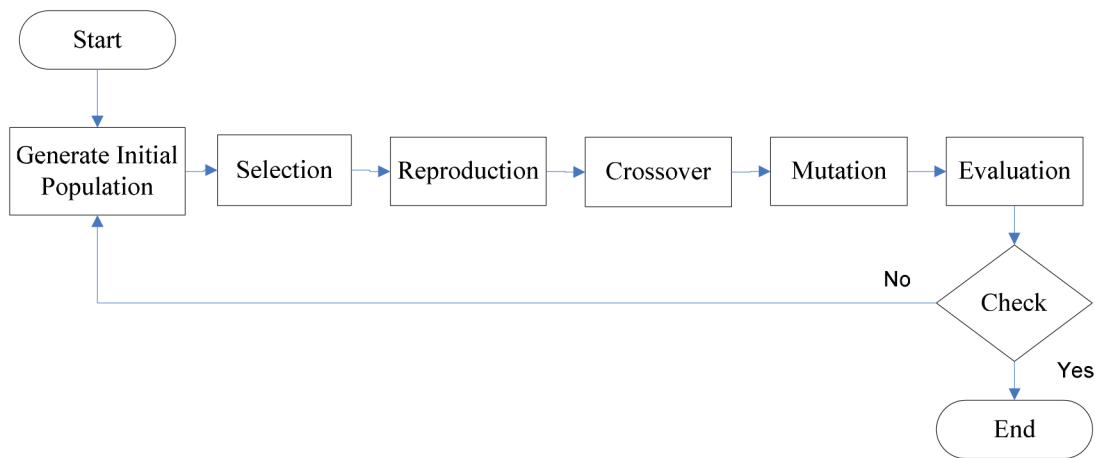 Start
Generate Initial
Population
Selection
Reproduction
Crossover
Mutation
Evaluation
No
Check
Yes
End